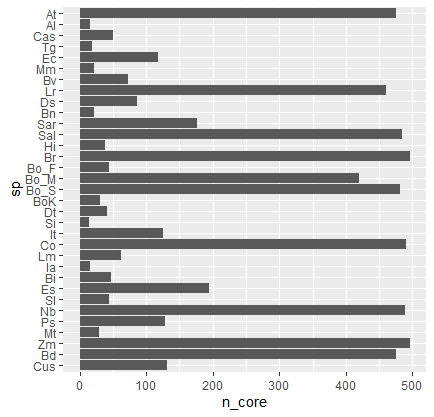 At
Al
Cas
Tg
Ec
Mm
Bv
Lr
Ds
Bn
Sar
Sal
Hi
Br
Bo_F
Bo_M
Bo_S
BoK
Dt
Si
It
Co
Lm
Ia
Bi
Es
Sl
Nb
Ps
Mt
Zm
Bd
Cus
sp
0 100 200 300 400 500
n_core